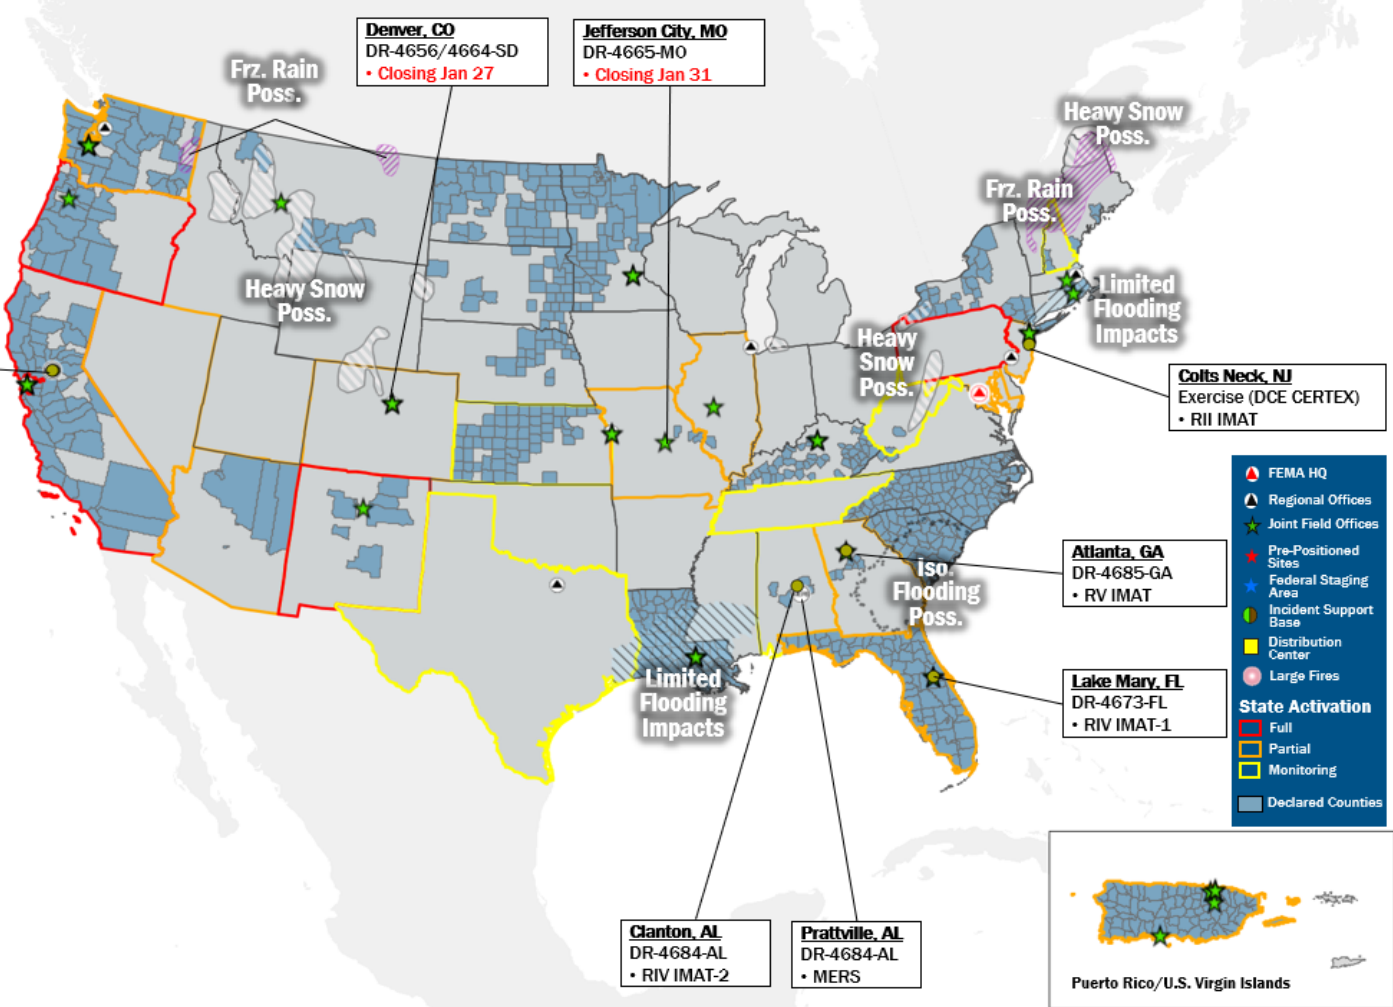 Denver, CO
DR-4656/4664-SD
• Closing Jan 27
Jefferson City, MO
DR-4665-MO
• Closing Jan 31
Frz. Rain
Poss.
Heavy Snow
Poss.
Frz. Rain
Poss.
Heavy Snow
Poss.
Limited
Flooding
Impacts
Heavy
Snow
Poss.
Colts Neck, NJ
Exercise (DCE CERTEX)
• RII IMAT
FEMA HQ
Regional Offices
Joint Field Offices
Pre-Positioned
Sites
Federal Staging
Area
Incident Support
Base
Distribution
Center
Large Fires
State Activation
Full
Partial
Monitoring
Declared Counties
Atlanta, GA
DR-4685-GA
• RV IMAT
Iso.
Flooding
Poss.
Limited
Flooding
Impacts
Lake Mary, FL
DR-4673-FL
• RIV IMAT-1
Clanton, AL
DR-4684-AL
• RIV IMAT-2
Prattville, AL
DR-4684-AL
• MERS
Puerto Rico/U.S. Virgin Islands